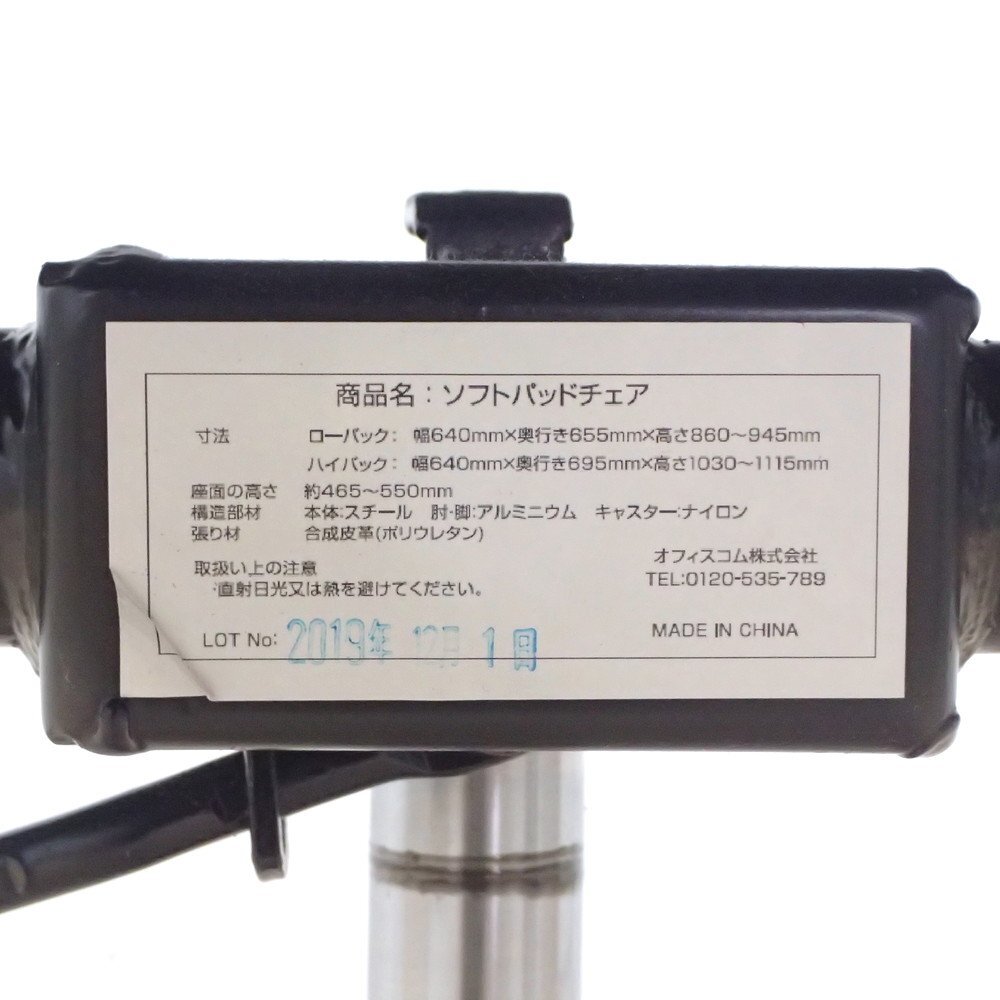 商品名：ソフトパッドチェア
寸法 ローバック： 幅640mm×奥行き655mm×高さ860～945mm
ハイバック： 幅640mm×奥行き695mm×高さ1030～1115mm
座面の高さ 約465～550mm
構造部材 本体:スチール 肘・脚:アルミニウム キャスター:ナイロン
張り材 合成皮革(ポリウレタン)
取扱い上の注意
・直射日光又は熱を避けてください。
オフィスコム株式会社
TEL:0120-535-789
LOT No: 2019年 12月 1日
MADE IN CHINA